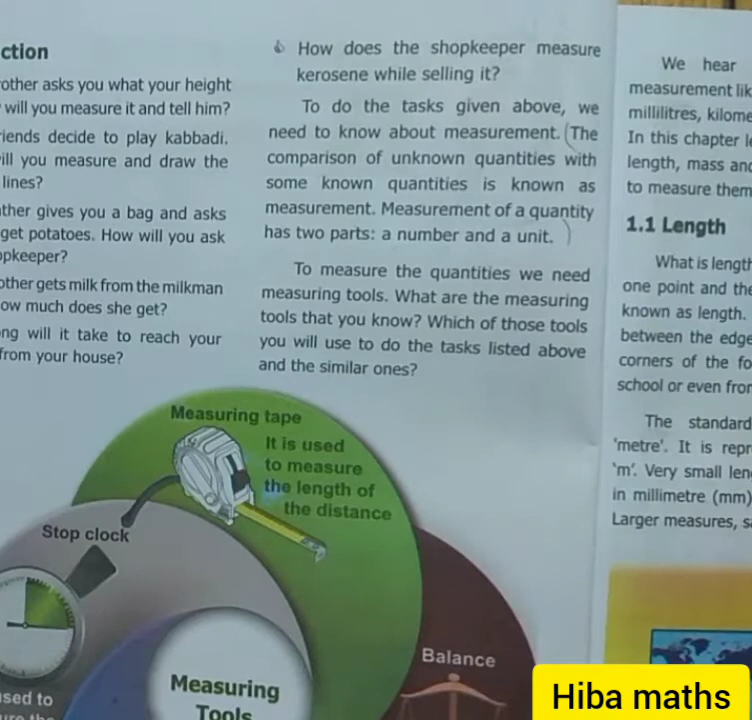 ction
other asks you what your height
will you measure it and tell him?
riends decide to play kabbadi.
ill you measure and draw the
lines?
ther gives you a bag and asks
get potatoes. How will you ask
opkeeper?
other gets milk from the milkman
ow much does she get?
ng will it take to reach your
from your house?
How does the shopkeeper measure
kerosene while selling it?
To do the tasks given above, we
need to know about measurement. The
comparison of unknown quantities with
some known quantities is known as
measurement. Measurement of a quantity
has two parts: a number and a unit.
To measure the quantities we need
measuring tools. What are the measuring
tools that you know? Which of those tools
you will use to do the tasks listed above
and the similar ones?
Measuring tape
It is used
to measure
the length of
the distance
Stop clock
sed to
Measuring
Tools
Balance
We hear
measurement lik
millilitres, kilome
In this chapter le
length, mass and
to measure them
1.1 Length
What is length
one point and the
known as length.
between the edge
corners of the fo
school or even from
The standard
'metre'. It is repr
'm'. Very small len
in millimetre (mm)
Larger measures, sa
Hiba maths